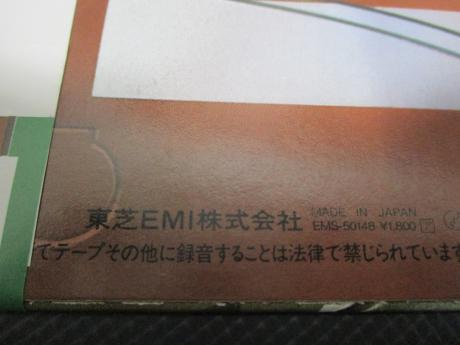 東芝EMI株式会社 MADE IN JAPAN
EMS-50148 ¥1,800 ア
てテープその他に録音することは法律で禁じられています